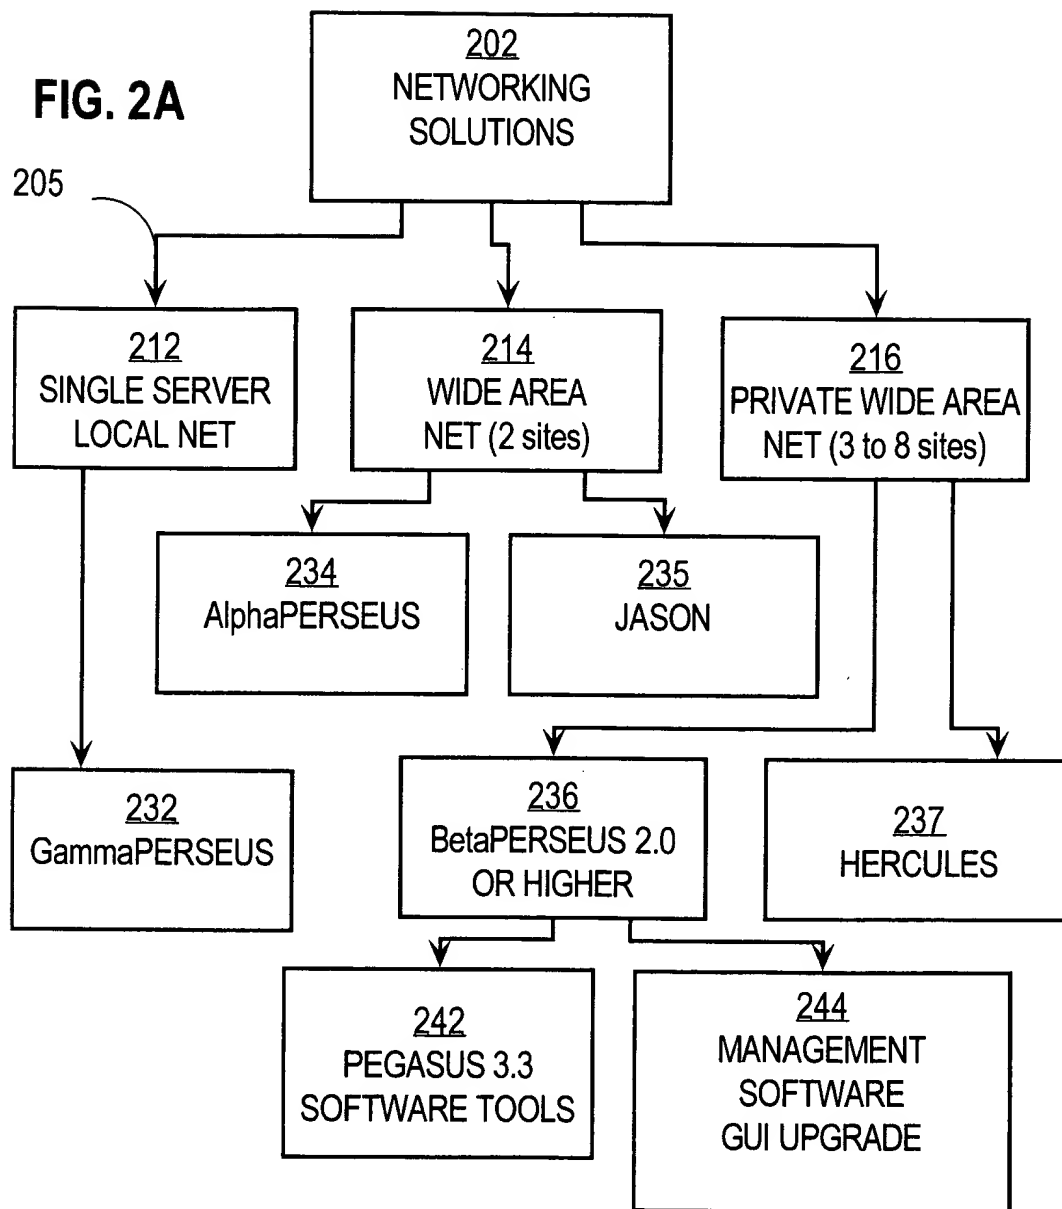 202
NETWORKING
SOLUTIONS
FIG. 2A
205
212
SINGLE SERVER
LOCAL NET
214
WIDE AREA
NET (2 sites)
216
PRIVATE WIDE AREA
NET (3 to 8 sites)
234
AlphaPERSEUS
235
JASON
232
GammaPERSEUS
236
BetaPERSEUS 2.0
OR HIGHER
237
HERCULES
242
PEGASUS 3.3
SOFTWARE TOOLS
244
MANAGEMENT
SOFTWARE
GUI UPGRADE